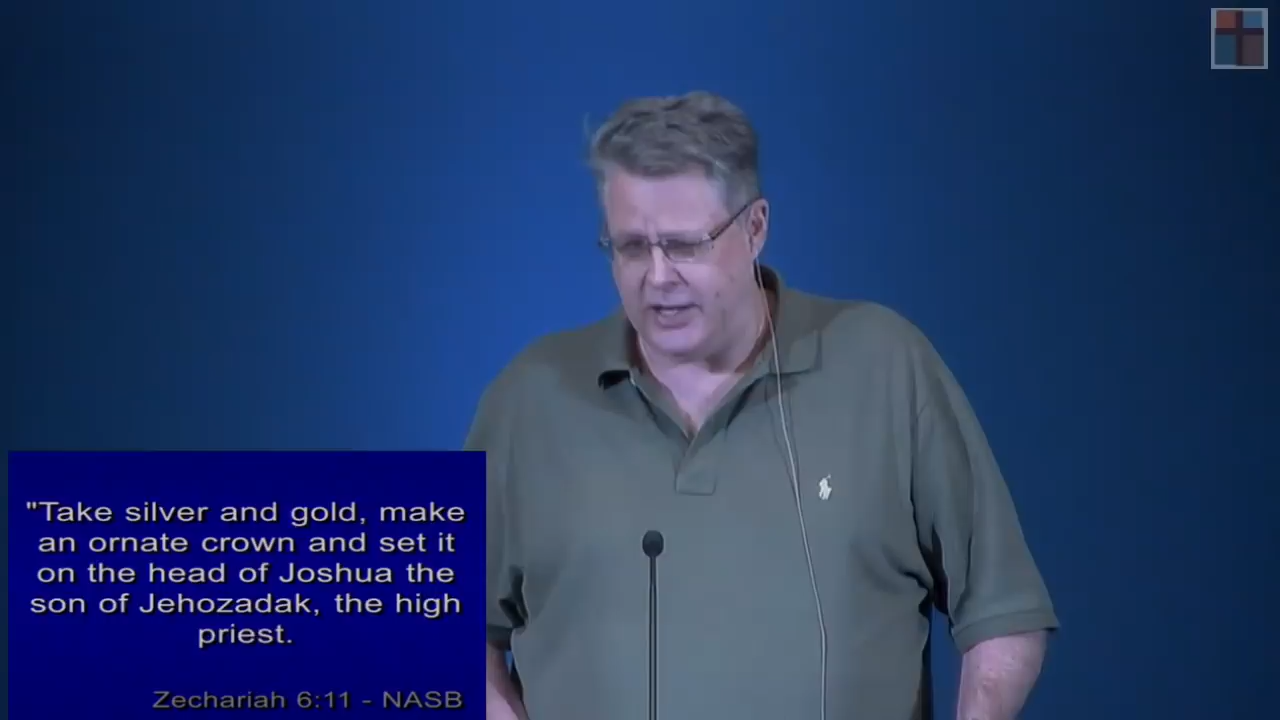 "Take silver and gold, make
an ornate crown and set it
on the head of Joshua the
son of Jehozadak, the high
priest.
Zechariah 6:11 - NASB